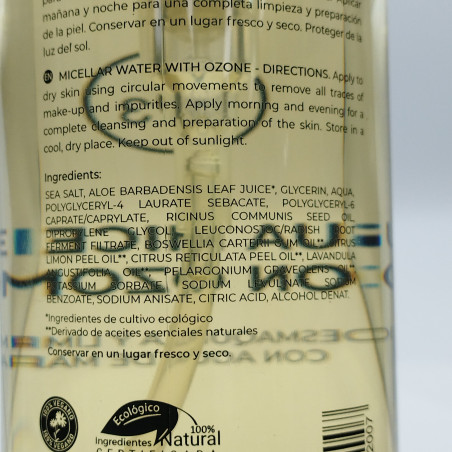 mañana y noche para una completa limpieza y preparación
de la piel. Conservar en un lugar fresco y seco. Proteger de la
luz del sol.
EN MICELLAR WATER WITH OZONE - DIRECTIONS. Apply to
dry skin using circular movements to remove all traces of
make-up and impurities. Apply morning and evening for a
complete cleansing and preparation of the skin. Store in a
cool, dry place. Keep out of sunlight.
Ingredients:
SEA SALT, ALOE BARBADENSIS LEAF JUICE*, GLYCERIN, AQUA,
POLYGLYCERYL-4 LAURATE SEBACATE, POLYGLYCERYL-6
CAPRATE/CAPRYLATE, RICINUS COMMUNIS SEED OIL,
DIPROPYLENE GLYCOL, LEUCONOSTOC/RADISH ROOT
FERMENT FILTRATE, BOSWELLIA CARTERII GUM OIL**, CITRUS
LIMON PEEL OIL**, CITRUS RETICULATA PEEL OIL**, LAVANDULA
ANGUSTIFOLIA OIL**, PELARGONIUM GRAVEOLENS OIL**,
POTASSIUM SORBATE, SODIUM LEVULINATE, SODIUM
BENZOATE, SODIUM ANISATE, CITRIC ACID, ALCOHOL DENAT.
*Ingredientes de cultivo ecológico
**Derivado de aceites esenciales naturales
Conservar en un lugar fresco y seco.
100% VEGANO
Ecológico
100%
Ingredientes Natural
CERTIFICADA
2007